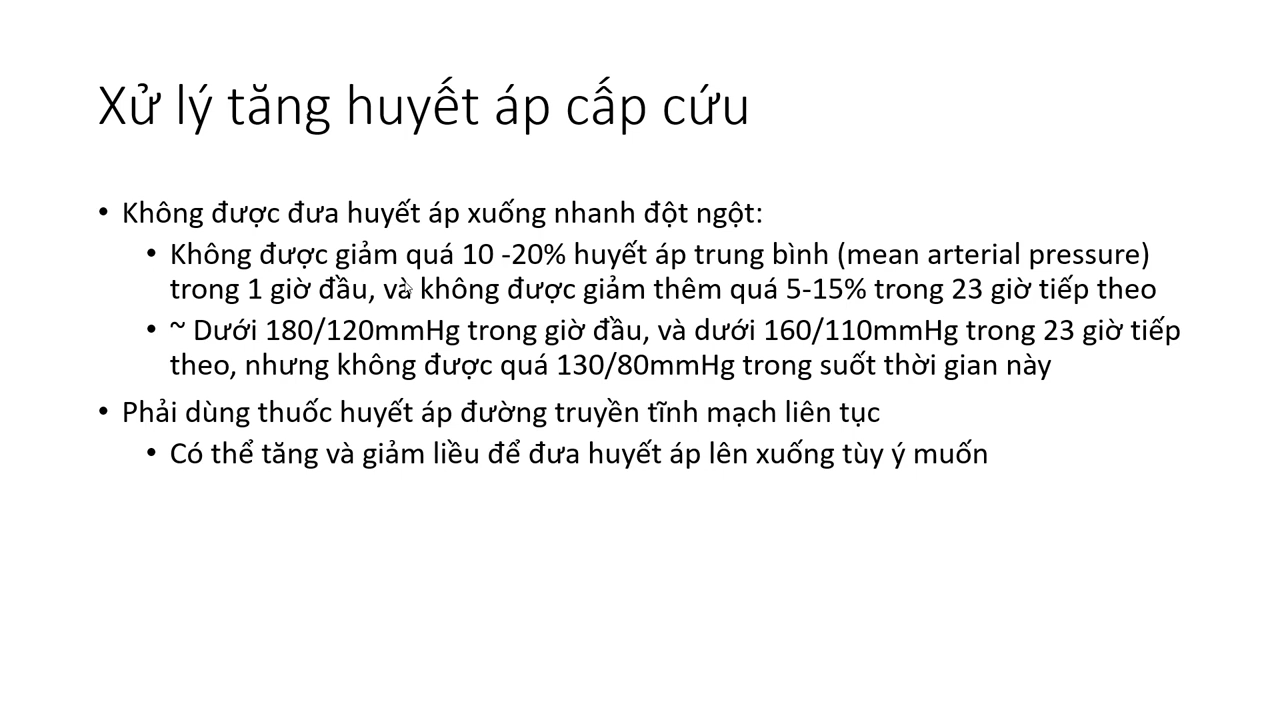 Xử lý tăng huyết áp cấp cứu
• Không được đưa huyết áp xuống nhanh đột ngột:
• Không được giảm quá 10 -20% huyết áp trung bình (mean arterial pressure)
trong 1 giờ đầu, và không được giảm thêm quá 5-15% trong 23 giờ tiếp theo
• ~ Dưới 180/120mmHg trong giờ đầu, và dưới 160/110mmHg trong 23 giờ tiếp
theo, nhưng không được quá 130/80mmHg trong suốt thời gian này
• Phải dùng thuốc huyết áp đường truyền tĩnh mạch liên tục
• Có thể tăng và giảm liều để đưa huyết áp lên xuống tùy ý muốn